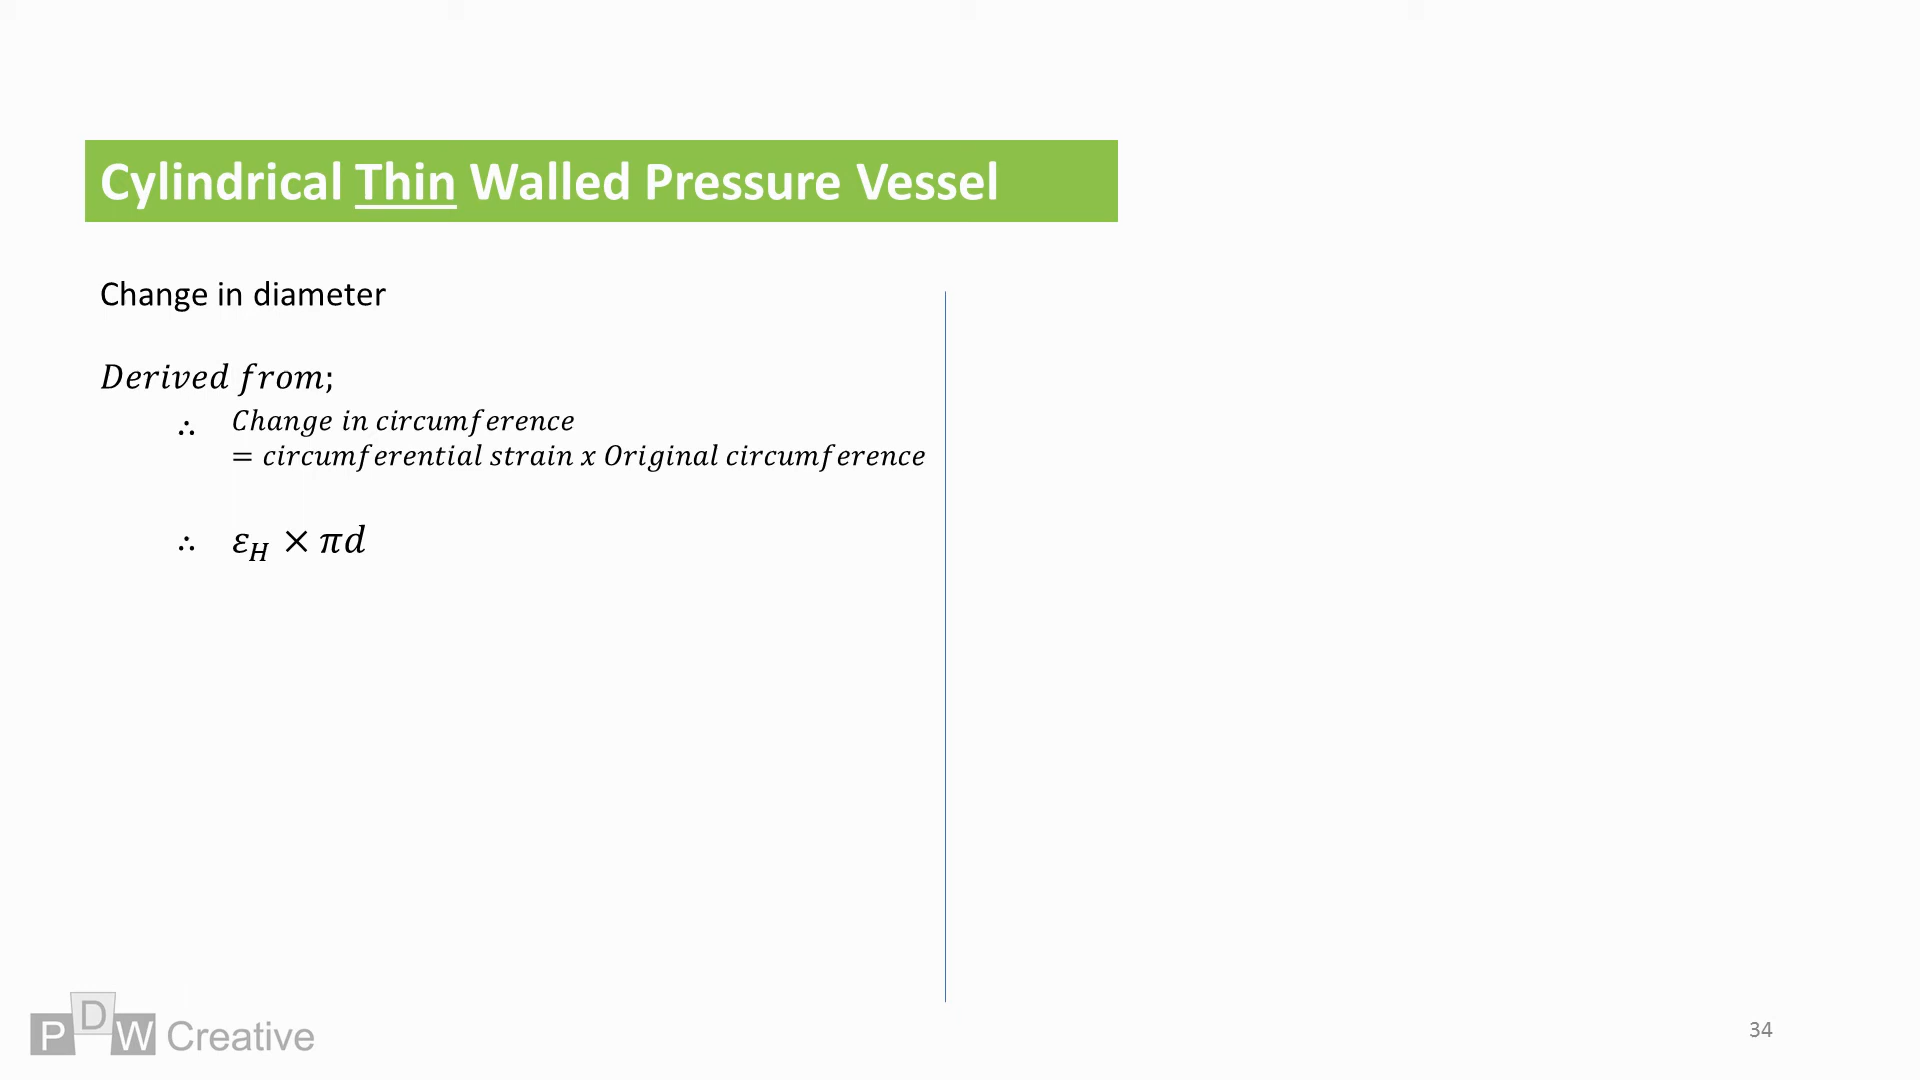 Cylindrical Thin Walled Pressure Vessel
Change in diameter
Derived from;
∴ Change in circumference
= circumferential strain x Original circumference
∴ ε_H × πd
PDW Creative
34